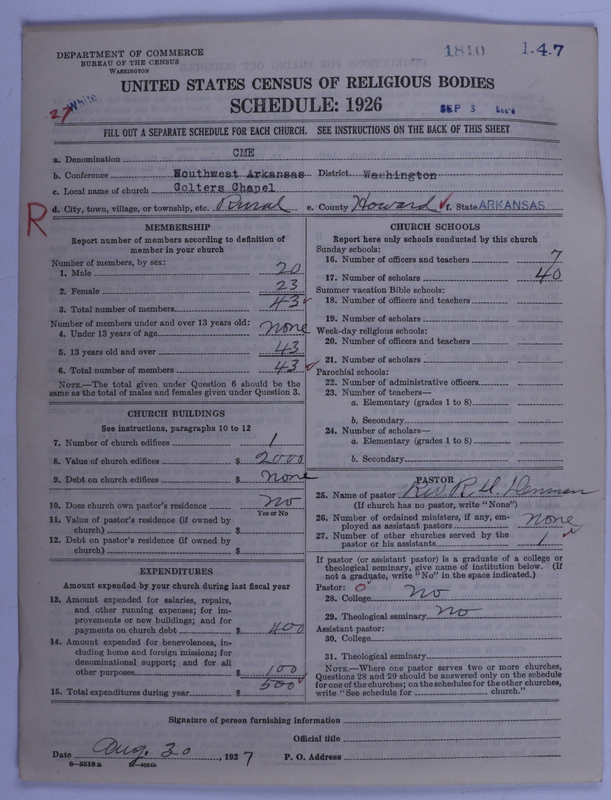 DEPARTMENT OF COMMERCE
BUREAU OF THE CENSUS
WASHINGTON
1810
1-4-7
27 White
UNITED STATES CENSUS OF RELIGIOUS BODIES
SCHEDULE: 1926
SEP 3
FILL OUT A SEPARATE SCHEDULE FOR EACH CHURCH. SEE INSTRUCTIONS ON THE BACK OF THIS SHEET
a. Denomination CME
b. Conference Southwest Arkansas District Washington
c. Local name of church Colters Chapel
R
d. City, town, village, or township, etc. Rural e. County Howard f. State ARKANSAS
MEMBERSHIP
Report number of members according to definition of
member in your church
Number of members, by sex:
1. Male 20
2. Female 23
3. Total number of members 43
Number of members under and over 13 years old:
4. Under 13 years of age none
5. 13 years old and over 43
6. Total number of members 43
NOTE.—The total given under Question 6 should be the
same as the total of males and females given under Question 3.
CHURCH BUILDINGS
See instructions, paragraphs 10 to 12
7. Number of church edifices 1
8. Value of church edifices $ 2000
9. Debt on church edifices $ none
10. Does church own pastor's residence no
Yes or No
11. Value of pastor's residence (if owned by
church) $
12. Debt on pastor's residence (if owned by
church) $
EXPENDITURES
Amount expended by your church during last fiscal year
13. Amount expended for salaries, repairs,
and other running expenses; for im-
provements or new buildings; and for
payments on church debt $ 400
14. Amount expended for benevolences, in-
cluding home and foreign missions; for
denominational support; and for all
other purposes $ 100
15. Total expenditures during year $ 500
CHURCH SCHOOLS
Report here only schools conducted by this church
Sunday schools:
16. Number of officers and teachers 7
17. Number of scholars 40
Summer vacation Bible schools:
18. Number of officers and teachers
19. Number of scholars
Week-day religious schools:
20. Number of officers and teachers
21. Number of scholars
Parochial schools:
22. Number of administrative officers
23. Number of teachers—
a. Elementary (grades 1 to 8)
b. Secondary
24. Number of scholars—
a. Elementary (grades 1 to 8)
b. Secondary
PASTOR
25. Name of pastor Rev. R. H. Denman
(If church has no pastor, write "None")
26. Number of ordained ministers, if any, em-
ployed as assistant pastors none
27. Number of other churches served by the
pastor or his assistants 1
If pastor (or assistant pastor) is a graduate of a college or
theological seminary, give name of institution below. (If
not a graduate, write "No" in the space indicated.)
Pastor: 0
28. College no
29. Theological seminary no
Assistant pastor:
30. College
31. Theological seminary
NOTE.—Where one pastor serves two or more churches,
Questions 28 and 29 should be answered only on the schedule
for one of the churches; on the schedules for the other churches,
write "See schedule for church."
Signature of person furnishing information
Official title
Date Aug. 30, 1927 P. O. Address
8—5518 a